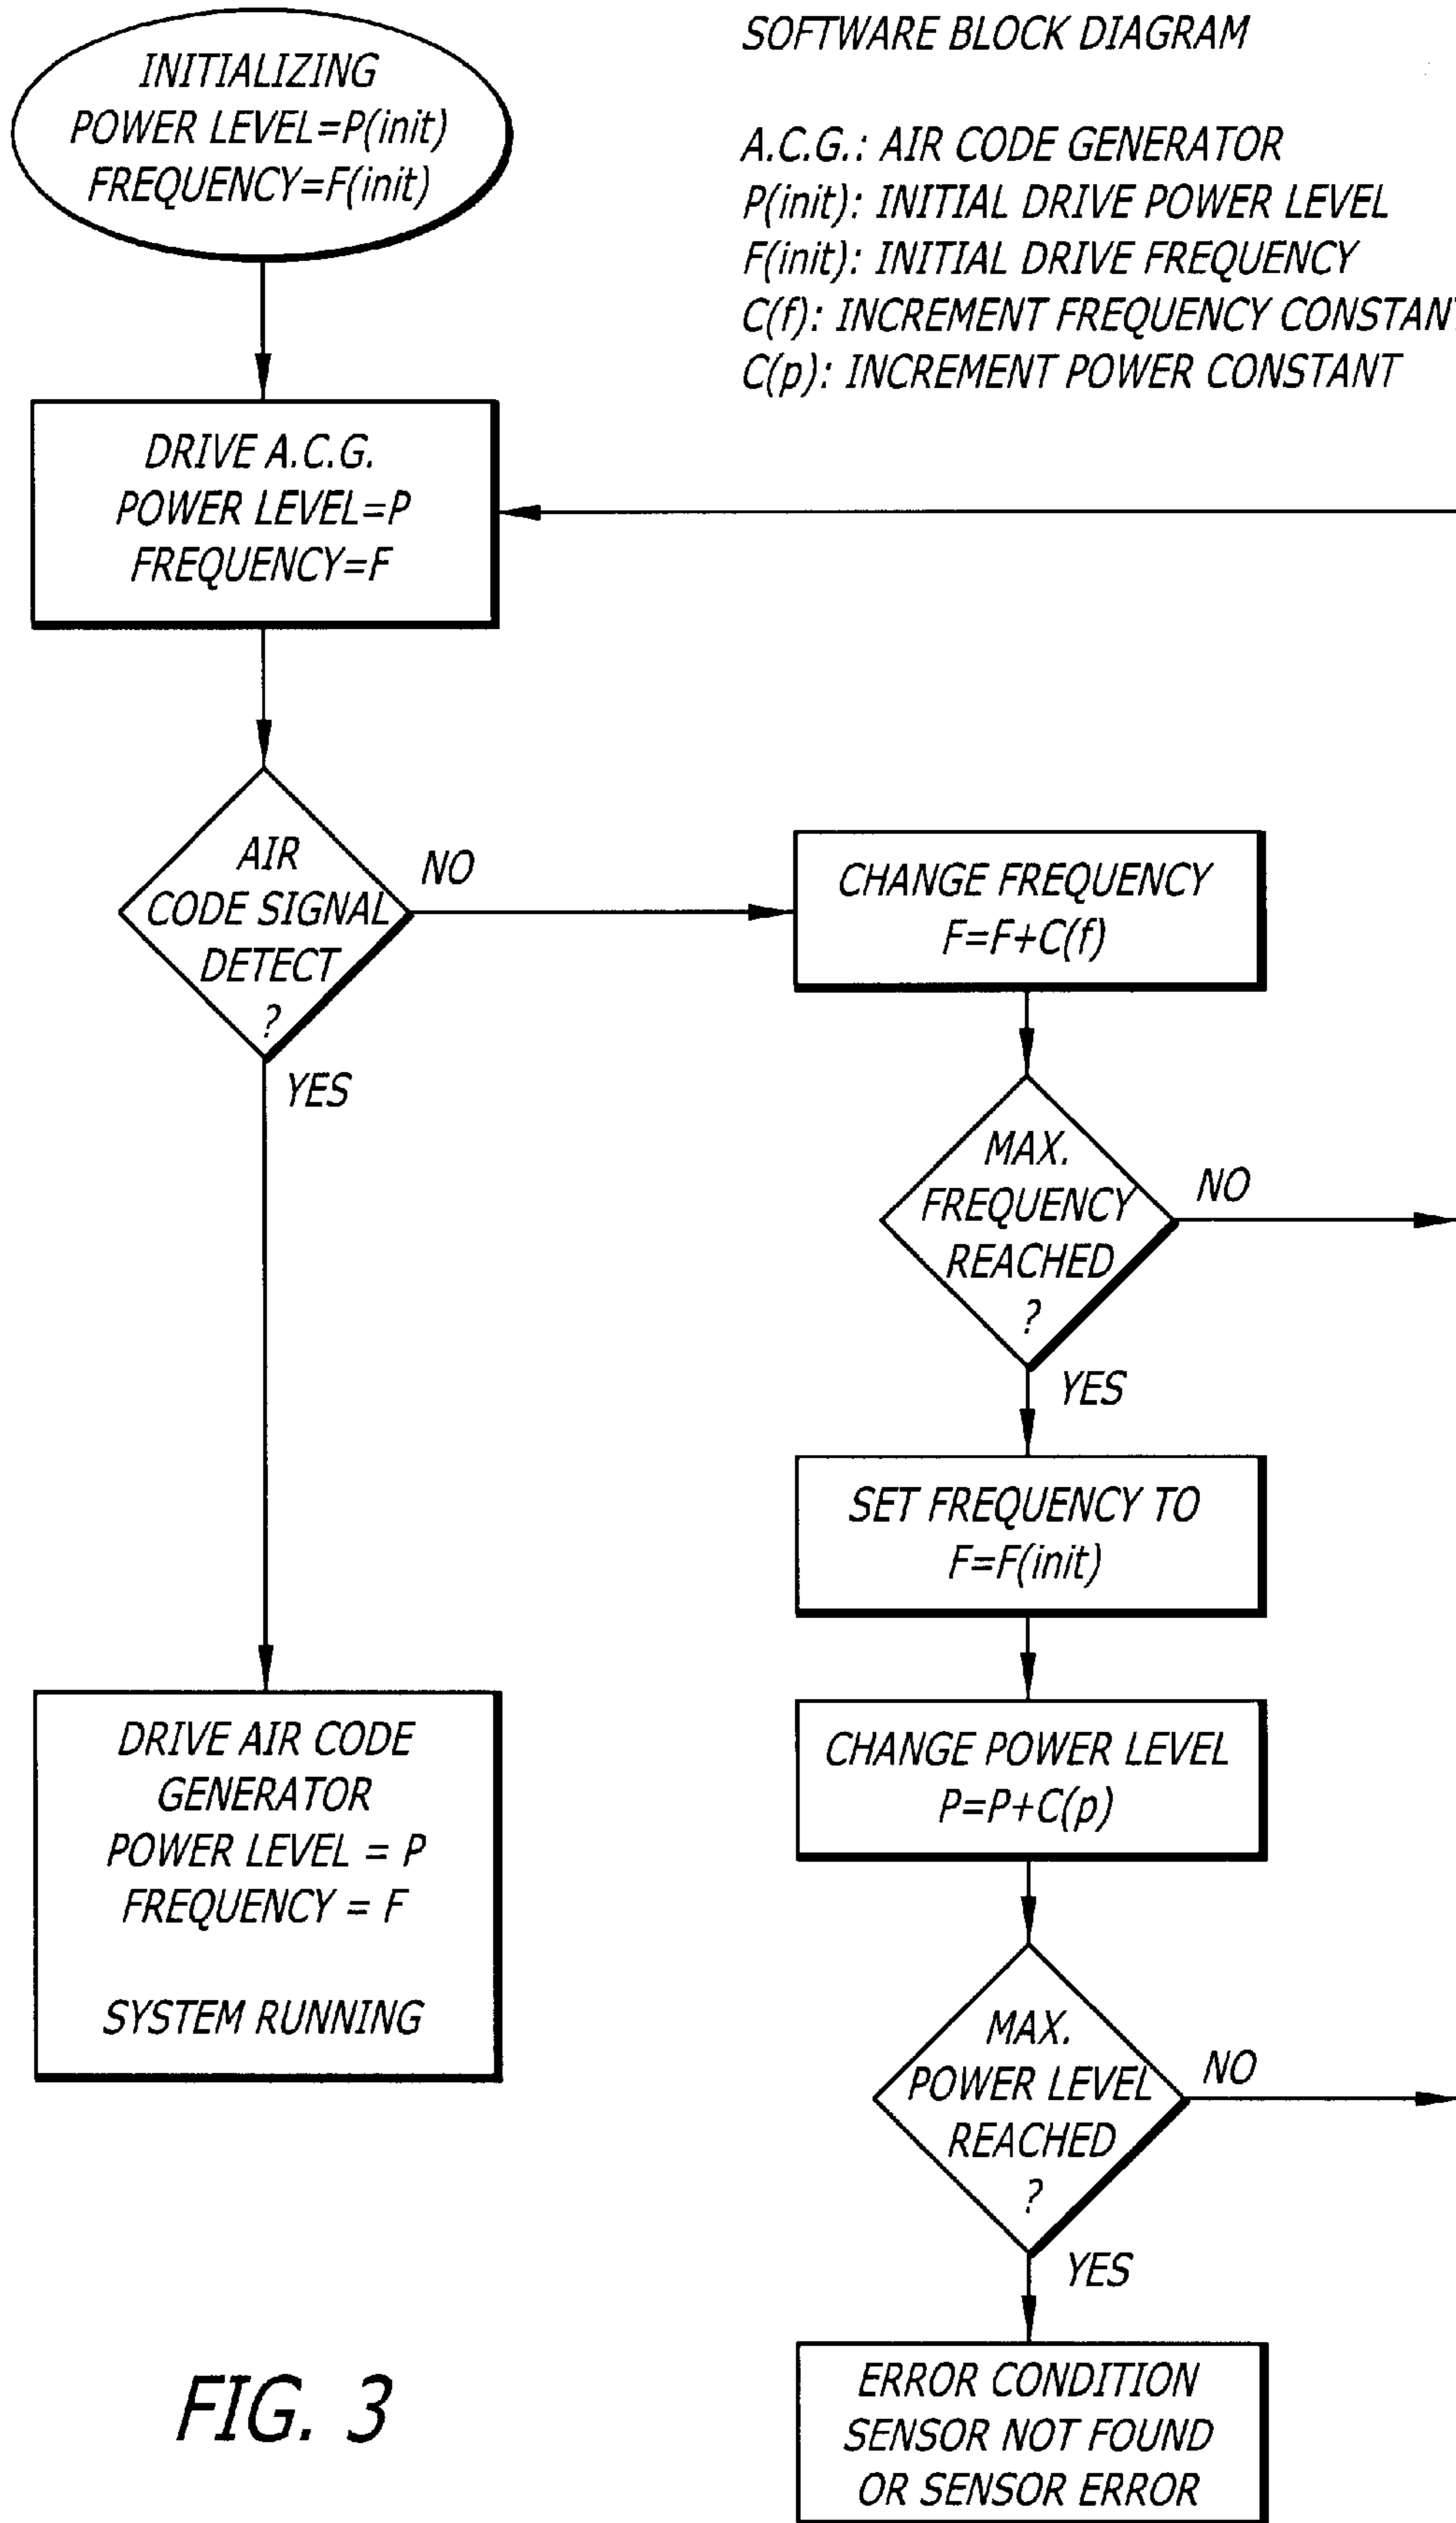 SOFTWARE BLOCK DIAGRAM
A.C.G.: AIR CODE GENERATOR
P(init): INITIAL DRIVE POWER LEVEL
F(init): INITIAL DRIVE FREQUENCY
C(f): INCREMENT FREQUENCY CONSTANT
C(p): INCREMENT POWER CONSTANT
INITIALIZING
POWER LEVEL=P(init)
FREQUENCY=F(init)
DRIVE A.C.G.
POWER LEVEL=P
FREQUENCY=F
AIR
CODE SIGNAL
DETECT
?
NO
YES
CHANGE FREQUENCY
F=F+C(f)
MAX.
FREQUENCY
REACHED
?
NO
YES
SET FREQUENCY TO
F=F(init)
CHANGE POWER LEVEL
P=P+C(p)
MAX.
POWER LEVEL
REACHED
?
NO
YES
ERROR CONDITION
SENSOR NOT FOUND
OR SENSOR ERROR
DRIVE AIR CODE
GENERATOR
POWER LEVEL = P
FREQUENCY = F
SYSTEM RUNNING
FIG. 3